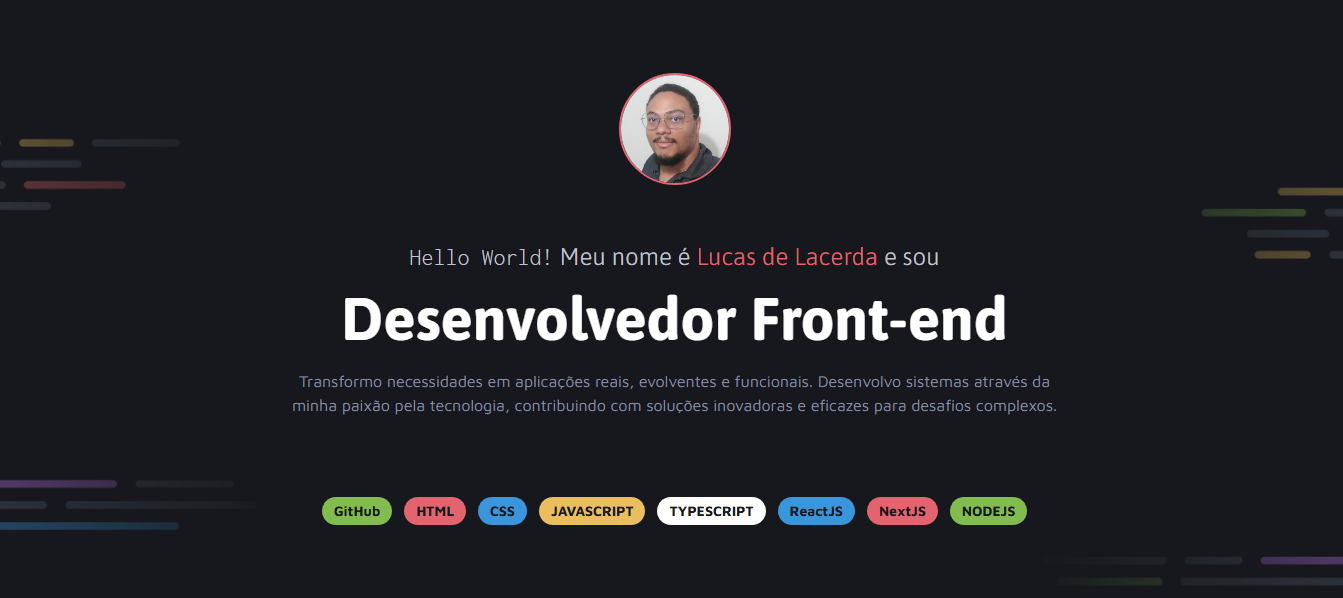 Hello World! Meu nome é Lucas de Lacerda e sou
Desenvolvedor Front-end
Transformo necessidades em aplicações reais, evolventes e funcionais. Desenvolvo sistemas através da
minha paixão pela tecnologia, contribuindo com soluções inovadoras e eficazes para desafios complexos.
GitHub HTML CSS JAVASCRIPT TYPESCRIPT ReactJS NextJS NODEJS